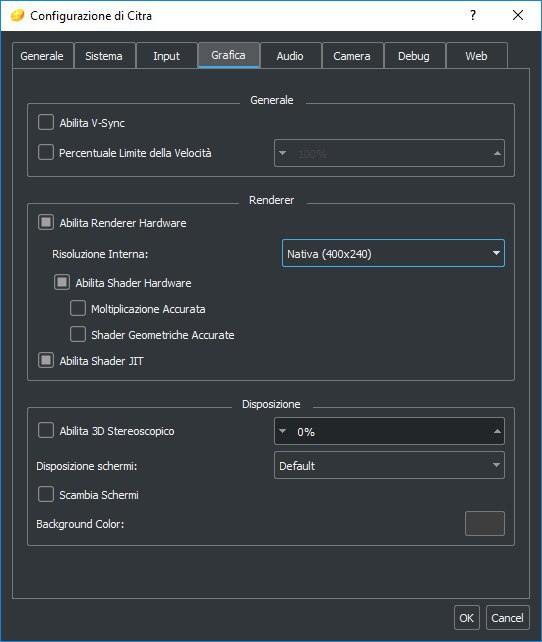 Configurazione di Citra
Generale Sistema Input Grafica Audio Camera Debug Web
Generale
Abilita V-Sync
Percentuale Limite della Velocità 100%
Renderer
Abilita Renderer Hardware
Risoluzione Interna: Nativa (400x240)
Abilita Shader Hardware
Moltiplicazione Accurata
Shader Geometriche Accurate
Abilita Shader JIT
Disposizione
Abilita 3D Stereoscopico 0%
Disposizione schermi: Default
Scambia Schermi
Background Color:
OK Cancel